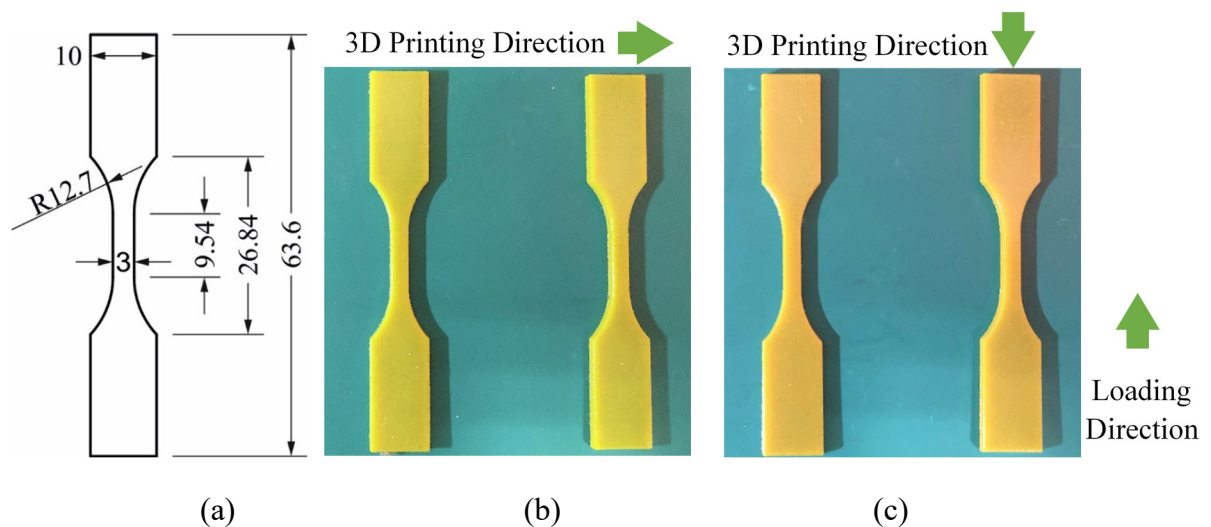 10
R12.7
3
9.54
26.84
63.6
3D Printing Direction
3D Printing Direction
Loading
Direction
(a)
(b)
(c)